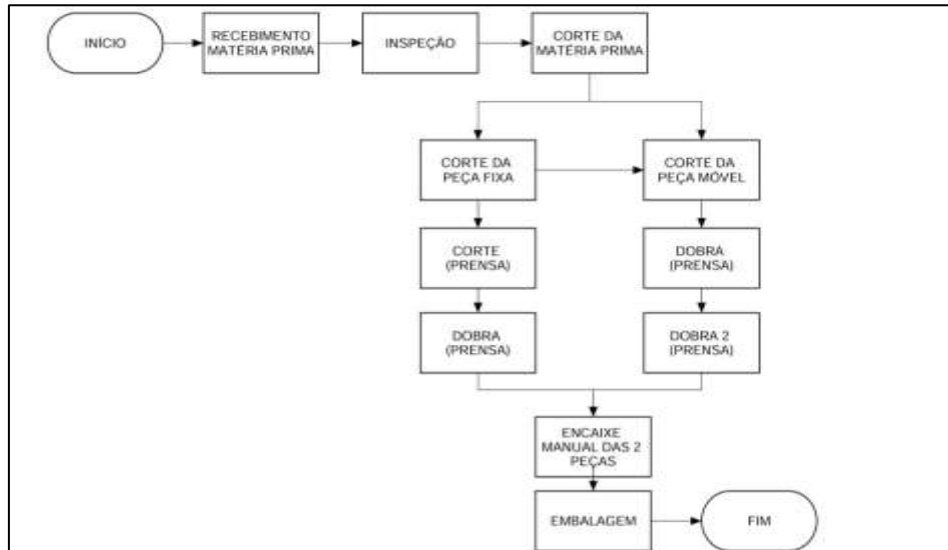 INÍCIO
RECEBIMENTO
MATÉRIA PRIMA
INSPEÇÃO
CORTE DA
MATÉRIA PRIMA
CORTE DA
PEÇA FIXA
CORTE DA
PEÇA MÓVEL
CORTE
(PRENSA)
DOBRA
(PRENSA)
DOBRA
(PRENSA)
DOBRA 2
(PRENSA)
ENCAIXE
MANUAL DAS 2
PEÇAS
EMBALAGEM
FIM